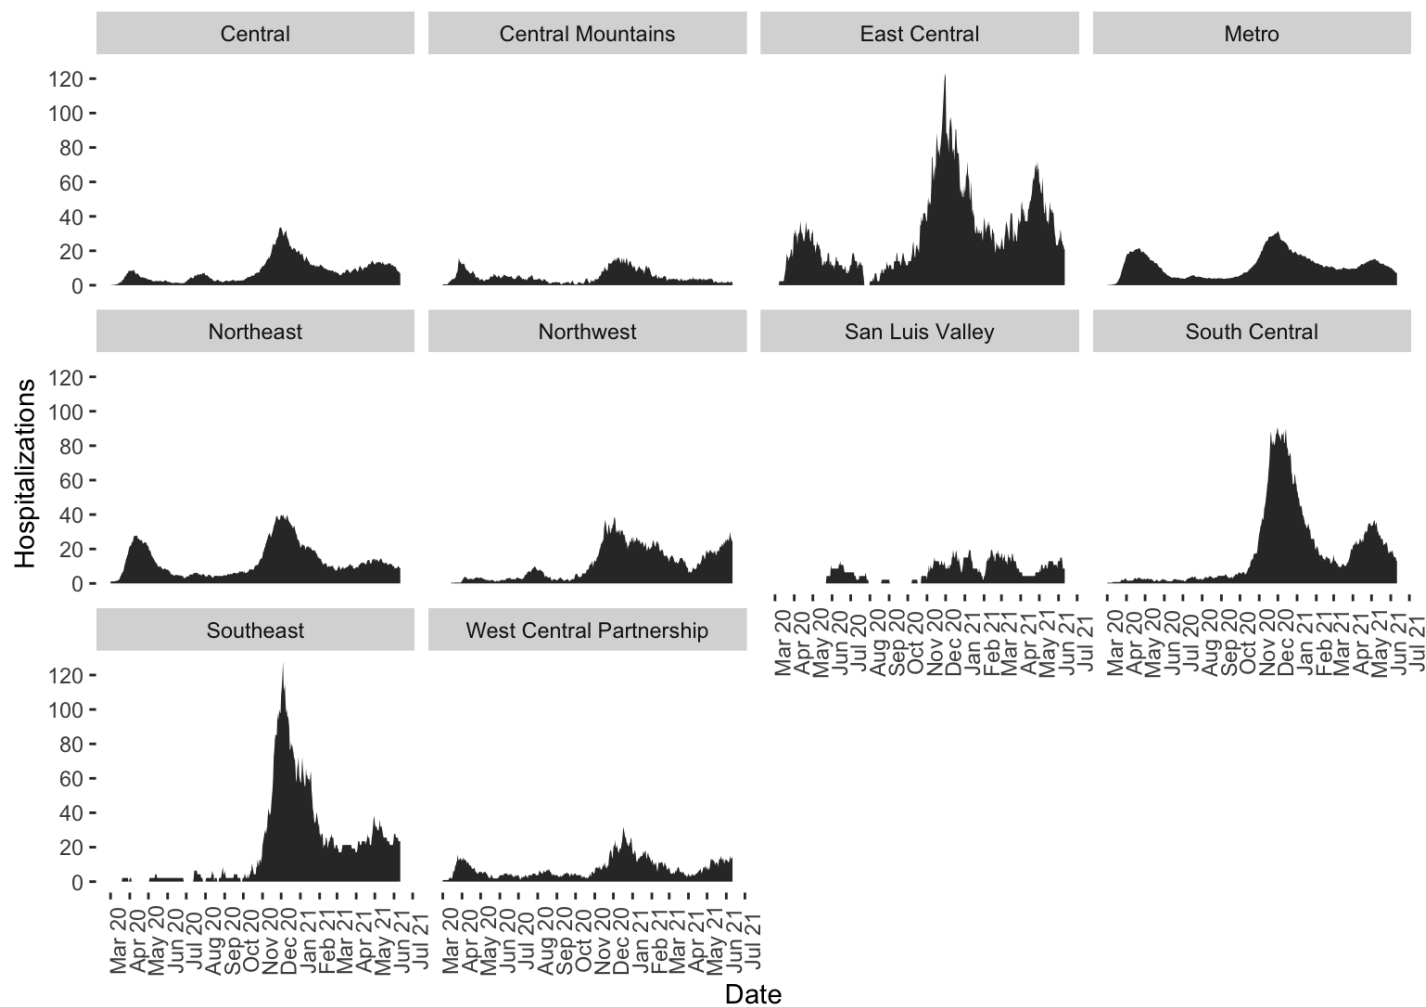 Central
Central Mountains
East Central
Metro
120
100
80
60
40
20
0
Northeast
Northwest
San Luis Valley
South Central
120
100
80
60
40
20
0
Mar 20
Apr 20
May 20
Jun 20
Jul 20
Aug 20
Sep 20
Oct 20
Nov 20
Dec 20
Jan 21
Feb 21
Mar 21
Apr 21
May 21
Jun 21
Jul 21
Mar 20
Apr 20
May 20
Jun 20
Jul 20
Aug 20
Sep 20
Oct 20
Nov 20
Dec 20
Jan 21
Feb 21
Mar 21
Apr 21
May 21
Jun 21
Jul 21
Southeast
West Central Partnership
120
100
80
60
40
20
0
Mar 20
Apr 20
May 20
Jun 20
Jul 20
Aug 20
Sep 20
Oct 20
Nov 20
Dec 20
Jan 21
Feb 21
Mar 21
Apr 21
May 21
Jun 21
Jul 21
Mar 20
Apr 20
May 20
Jun 20
Jul 20
Aug 20
Sep 20
Oct 20
Nov 20
Dec 20
Jan 21
Feb 21
Mar 21
Apr 21
May 21
Jun 21
Jul 21
Hospitalizations
Date